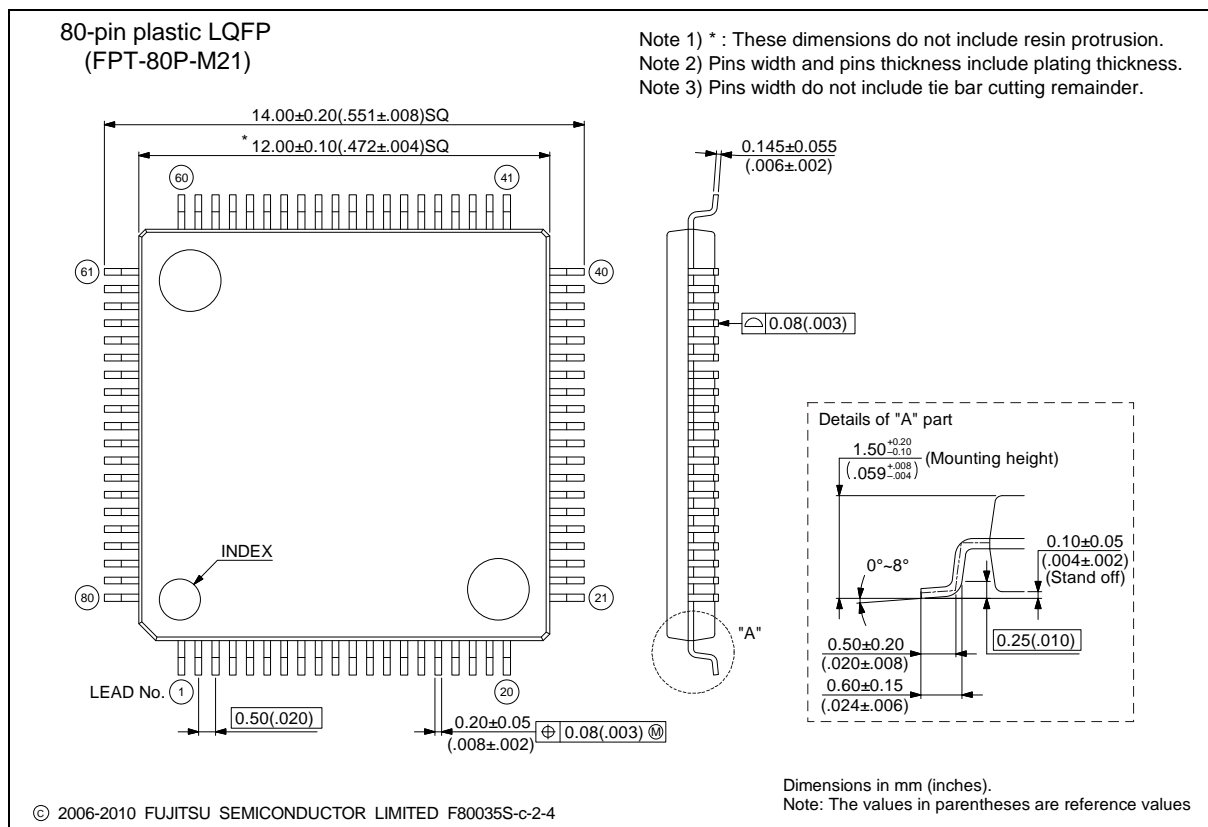 80-pin plastic LQFP
(FPT-80P-M21)
Note 1) * : These dimensions do not include resin protrusion.
Note 2) Pins width and pins thickness include plating thickness.
Note 3) Pins width do not include tie bar cutting remainder.
14.00±0.20(.551±.008)SQ
* 12.00±0.10(.472±.004)SQ
0.145±0.055
(.006±.002)
60
41
61
40
0.08(.003)
Details of "A" part
1.50 +0.20 −0.10
(.059 +.008 −.004)
(Mounting height)
INDEX
0°~8°
0.10±0.05
(.004±.002)
(Stand off)
80
21
"A"
0.25(.010)
0.50±0.20
(.020±.008)
0.60±0.15
(.024±.006)
LEAD No. 1
20
0.50(.020)
0.20±0.05
(.008±.002)
⌖ 0.08(.003) Ⓜ
Dimensions in mm (inches).
Note: The values in parentheses are reference values
© 2006-2010 FUJITSU SEMICONDUCTOR LIMITED F80035S-c-2-4